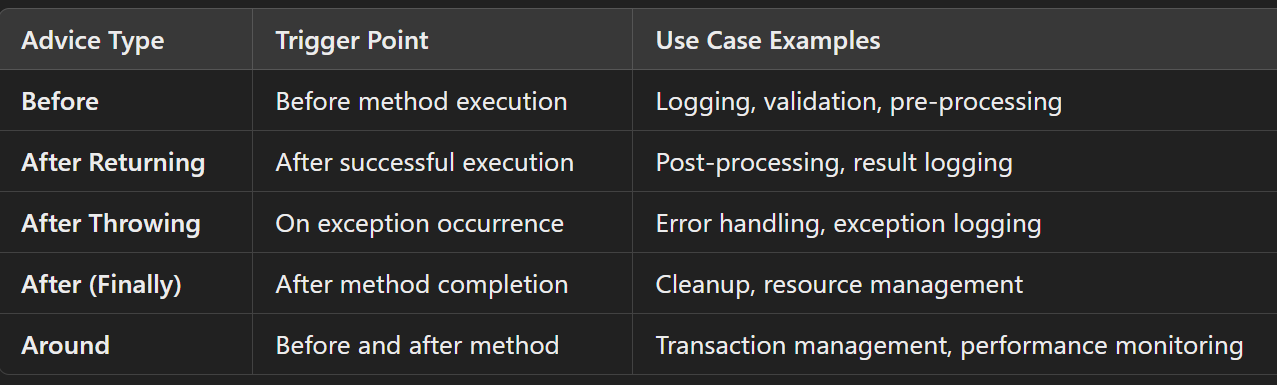 Advice Type Trigger Point Use Case Examples
Before Before method execution Logging, validation, pre-processing
After Returning After successful execution Post-processing, result logging
After Throwing On exception occurrence Error handling, exception logging
After (Finally) After method completion Cleanup, resource management
Around Before and after method Transaction management, performance monitoring